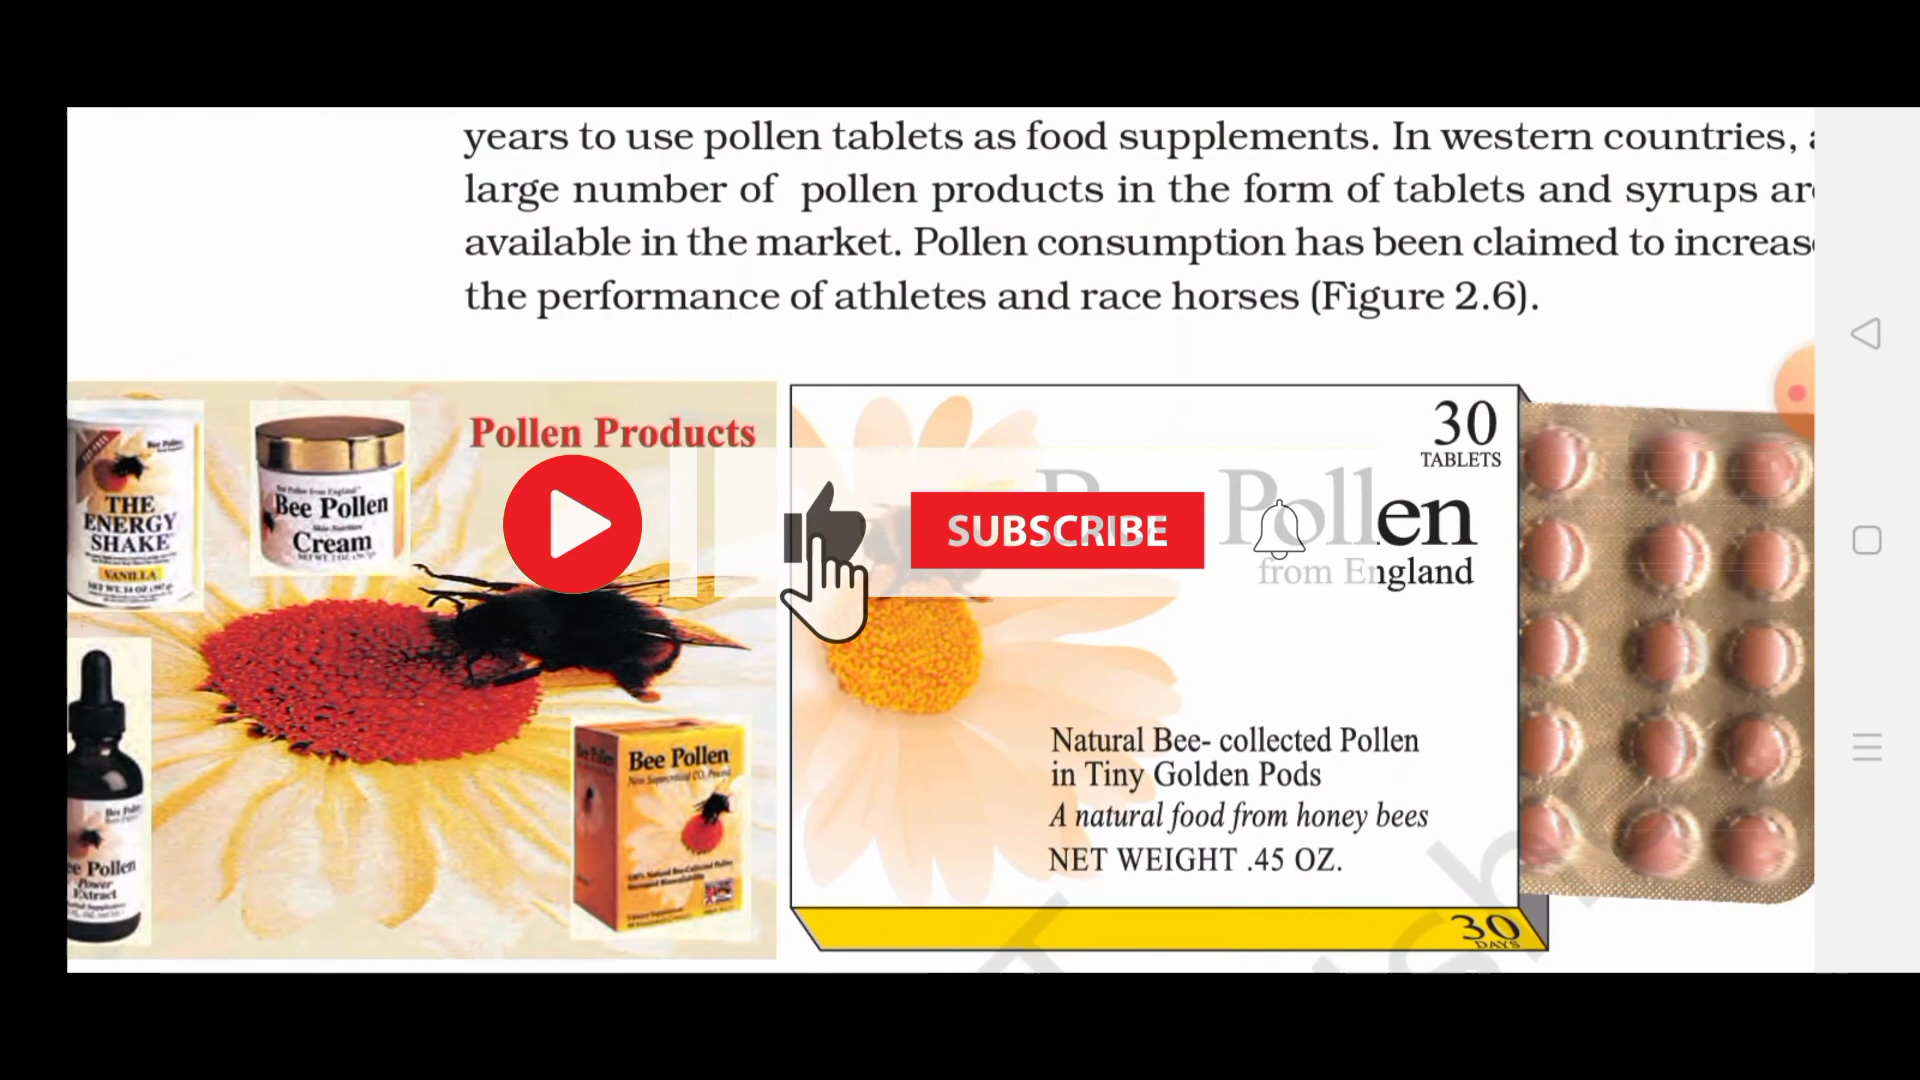 years to use pollen tablets as food supplements. In western countries,
large number of pollen products in the form of tablets and syrups
available in the market. Pollen consumption has been claimed to
the performance of athletes and race horses (Figure 2.6).
Pollen Products
THE
ENERGY
SHAKE
VANILLA
Bee Pollen
Cream
Pollen
Power
Extract
Bee Pollen
30
TABLETS
Pollen
from England
SUBSCRIBE
Natural Bee- collected Pollen
in Tiny Golden Pods
A natural food from honey bees
NET WEIGHT .45 OZ.
30
DAYS